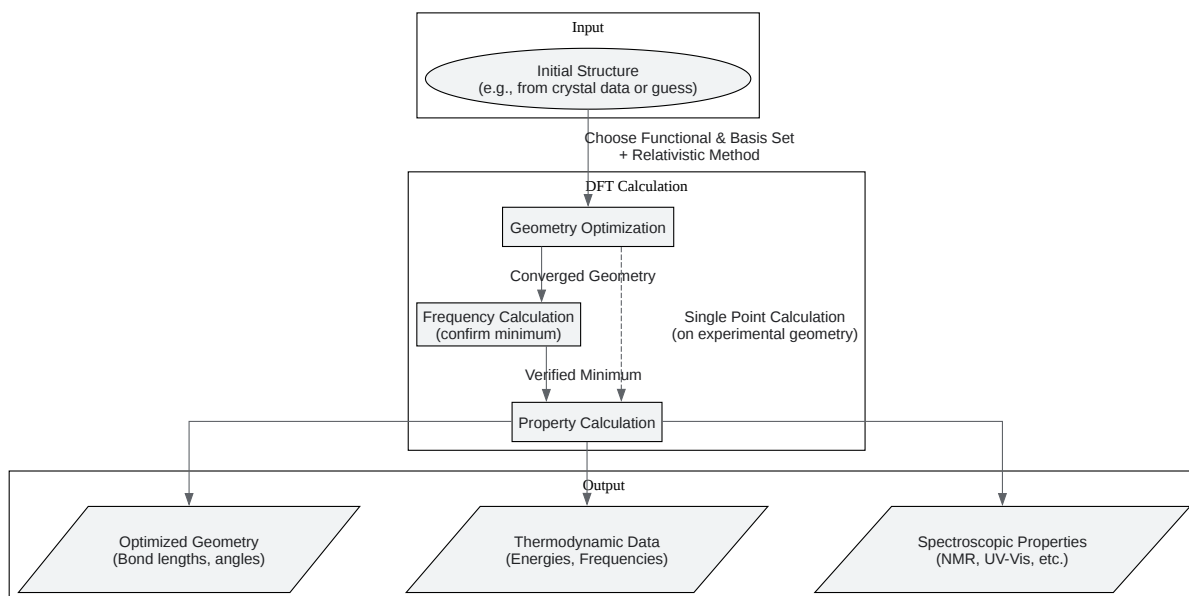 Input
Initial Structure
(e.g., from crystal data or guess)
Choose Functional & Basis Set
+ Relativistic Method
DFT Calculation
Geometry Optimization
Converged Geometry
Frequency Calculation
(confirm minimum)
Single Point Calculation
(on experimental geometry)
Verified Minimum
Property Calculation
Output
Optimized Geometry
(Bond lengths, angles)
Thermodynamic Data
(Energies, Frequencies)
Spectroscopic Properties
(NMR, UV-Vis, etc.)